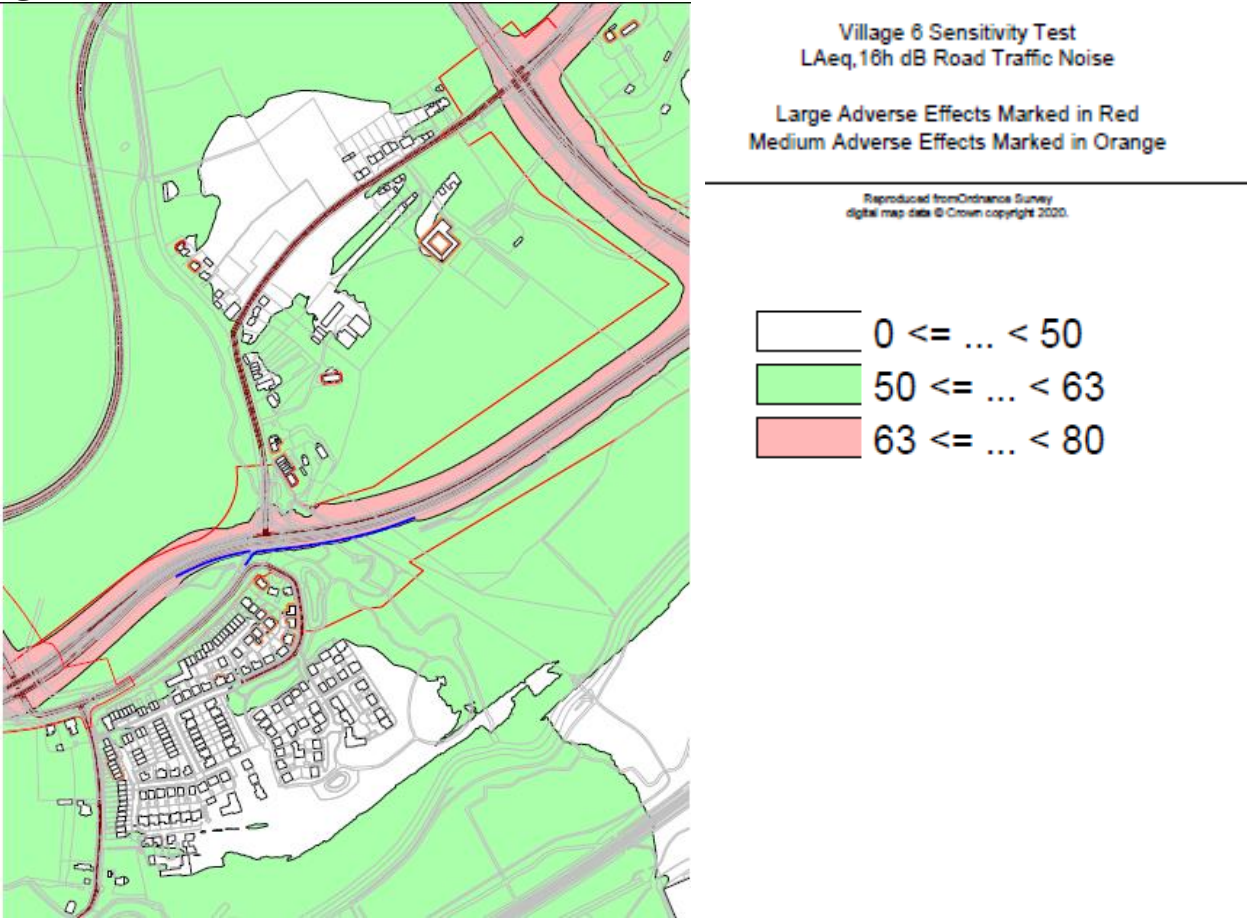 Village 6 Sensitivity Test
LAeq,16h dB Road Traffic Noise
Large Adverse Effects Marked in Red
Medium Adverse Effects Marked in Orange
Reproduced fromOrdnance Survey
digital map data © Crown copyright 2020.
0 <= ... < 50
50 <= ... < 63
63 <= ... < 80